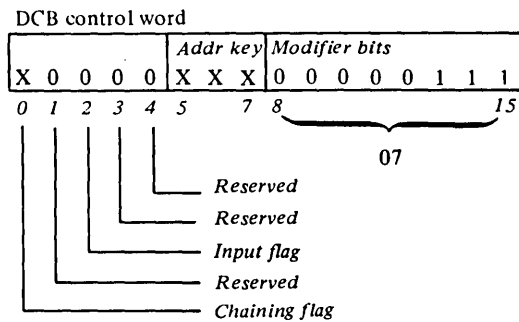 DCB control word
Addr key Modifier bits
X 0 0 0 0 X X X 0 0 0 0 0 1 1 1
0 1 2 3 4 5 7 8 15
07
Reserved
Reserved
Input flag
Reserved
Chaining flag